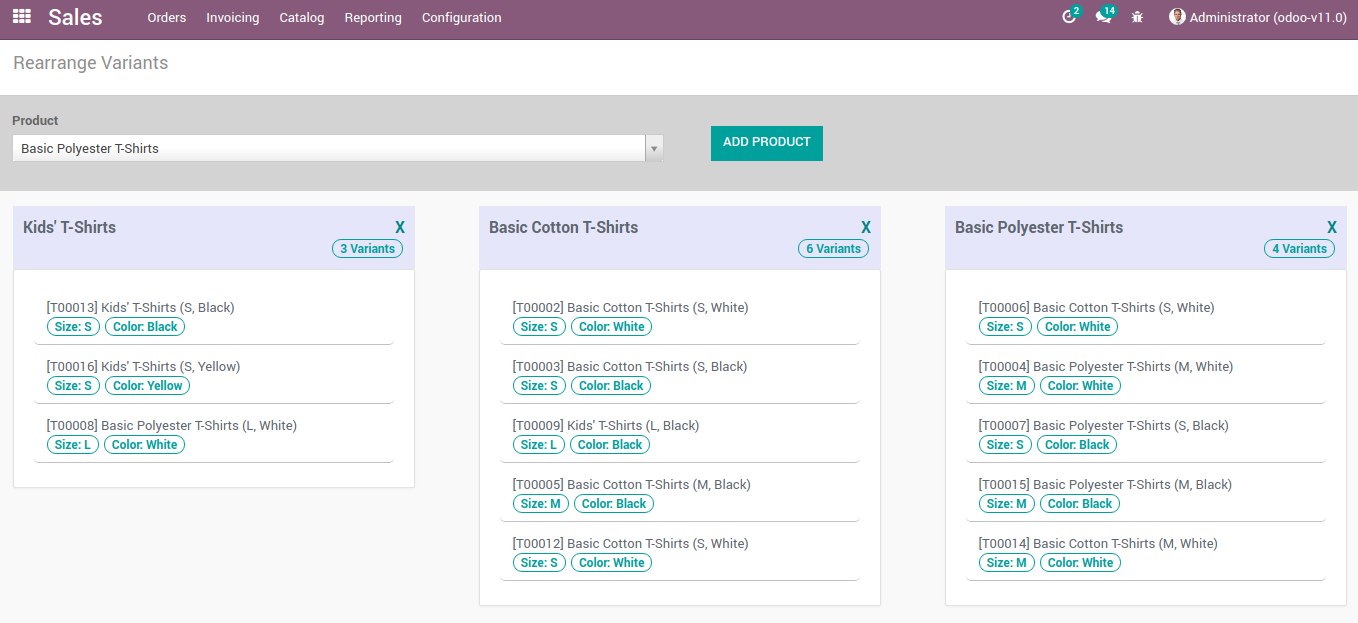 Sales Orders Invoicing Catalog Reporting Configuration 2 14 Administrator (odoo-v11.0)
Rearrange Variants
Product
Basic Polyester T-Shirts
ADD PRODUCT
Kids' T-Shirts X
3 Variants
[T00013] Kids' T-Shirts (S, Black)
Size: S Color: Black
[T00016] Kids' T-Shirts (S, Yellow)
Size: S Color: Yellow
[T00008] Basic Polyester T-Shirts (L, White)
Size: L Color: White
Basic Cotton T-Shirts X
6 Variants
[T00002] Basic Cotton T-Shirts (S, White)
Size: S Color: White
[T00003] Basic Cotton T-Shirts (S, Black)
Size: S Color: Black
[T00009] Kids' T-Shirts (L, Black)
Size: L Color: Black
[T00005] Basic Cotton T-Shirts (M, Black)
Size: M Color: Black
[T00012] Basic Cotton T-Shirts (S, White)
Size: S Color: White
Basic Polyester T-Shirts X
4 Variants
[T00006] Basic Cotton T-Shirts (S, White)
Size: S Color: White
[T00004] Basic Polyester T-Shirts (M, White)
Size: M Color: White
[T00007] Basic Polyester T-Shirts (S, Black)
Size: S Color: Black
[T00015] Basic Polyester T-Shirts (M, Black)
Size: M Color: Black
[T00014] Basic Cotton T-Shirts (M, White)
Size: M Color: White